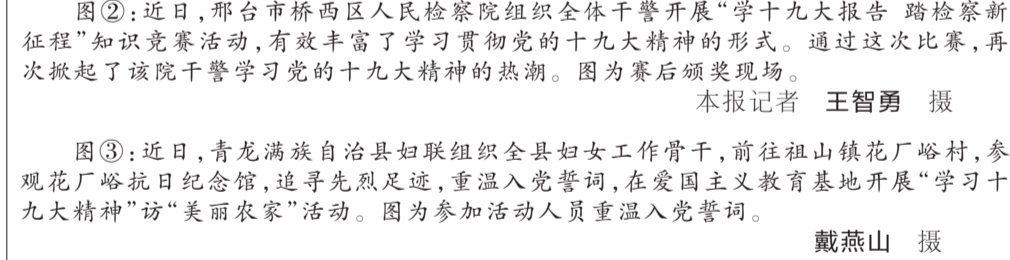 图②：近日，邢台市桥西区人民检察院组织全体干警开展“学十九大报告 踏检察新
征程”知识竞赛活动，有效丰富了学习贯彻党的十九大精神的形式。通过这次比赛，再
次掀起了该院干警学习党的十九大精神的热潮。图为赛后颁奖现场。
本报记者 王智勇 摄
图③：近日，青龙满族自治县妇联组织全县妇女工作骨干，前往祖山镇花厂峪村，参
观花厂峪抗日纪念馆，追寻先烈足迹，重温入党誓词，在爱国主义教育基地开展“学习十
九大精神”访“美丽农家”活动。图为参加活动人员重温入党誓词。
戴燕山 摄